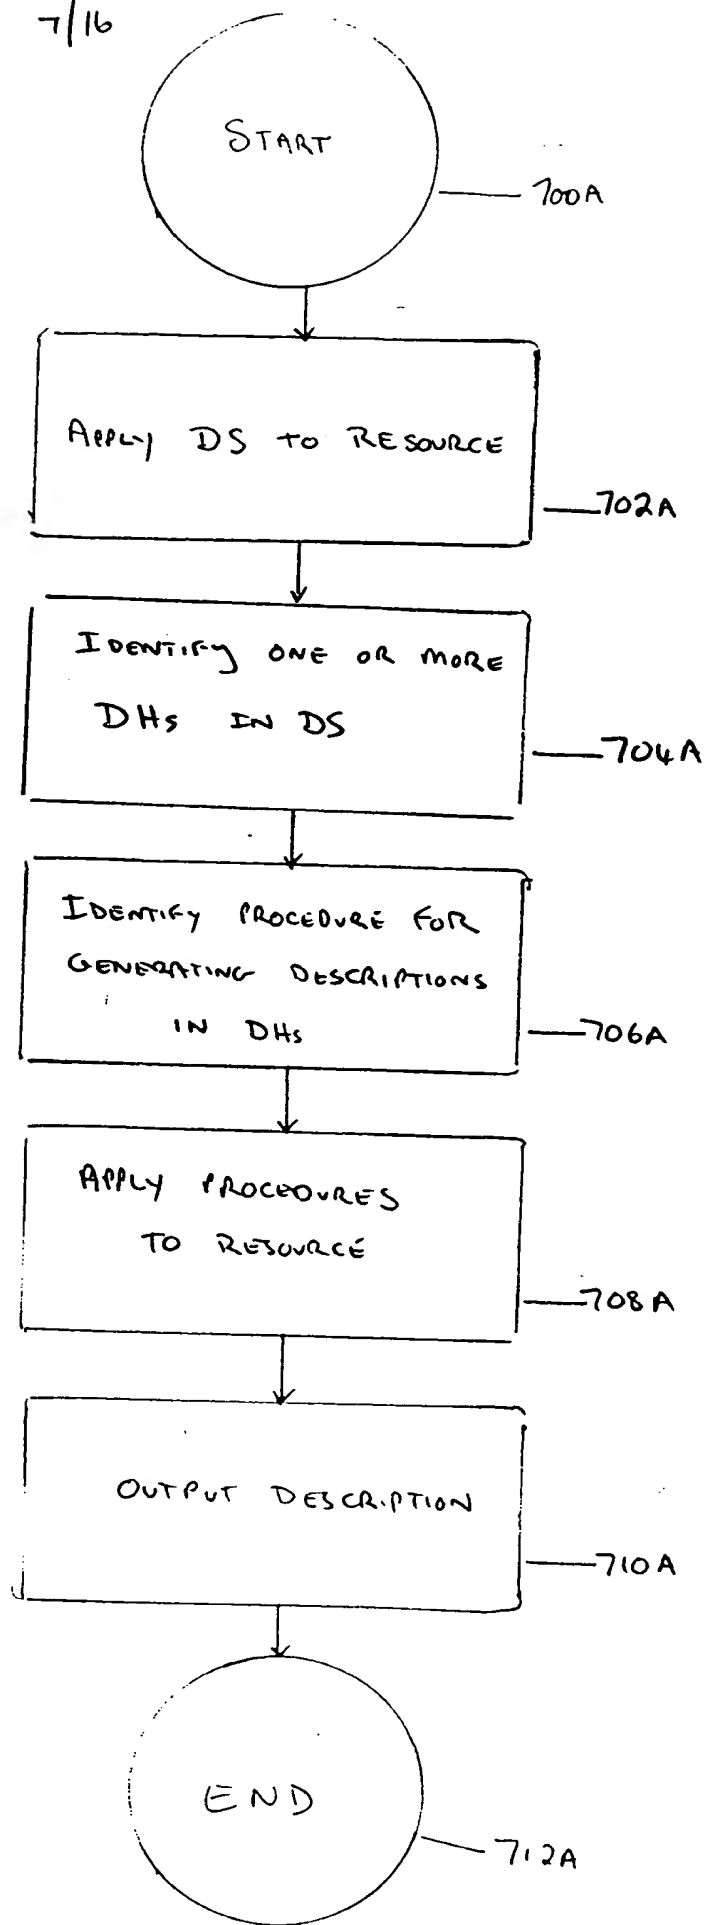 7/16
START
700A
APPLY DS TO RESOURCE
702A
IDENTIFY ONE OR MORE
DHs IN DS
704A
IDENTIFY PROCEDURE FOR
GENERATING DESCRIPTIONS
IN DHs
706A
APPLY PROCEDURES
TO RESOURCE
708A
OUTPUT DESCRIPTION
710A
END
712A